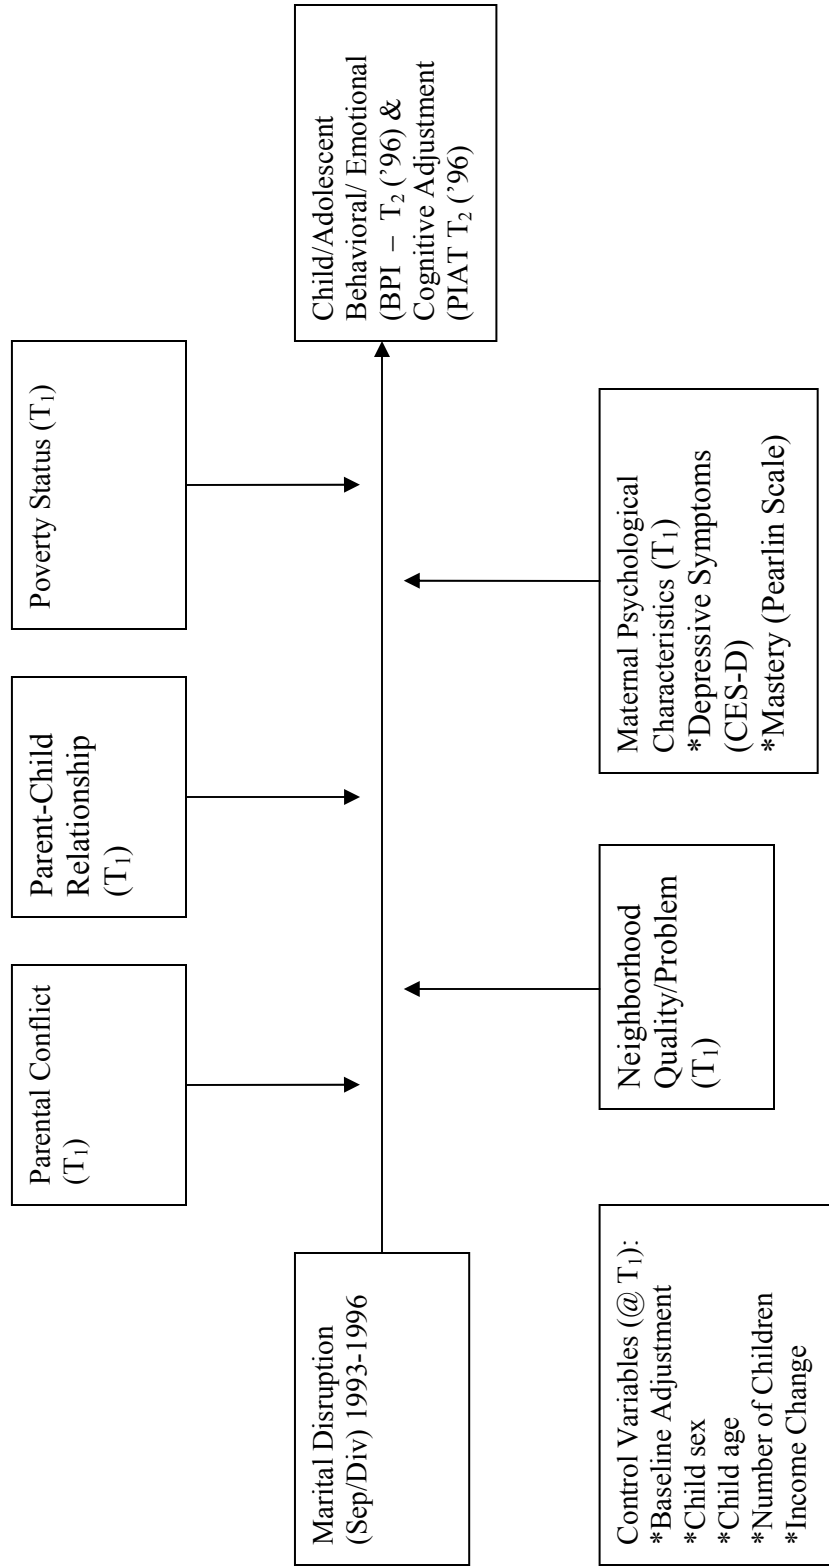 Parental Conflict
(T₁)
Parent-Child
Relationship
(T₁)
Poverty Status (T₁)
Marital Disruption
(Sep/Div) 1993-1996
Child/Adolescent
Behavioral/ Emotional
(BPI – T₂ (’96) &
Cognitive Adjustment
(PIAT T₂ (’96)
Control Variables (@ T₁):
*Baseline Adjustment
*Child sex
*Child age
*Number of Children
*Income Change
Neighborhood
Quality/Problem
(T₁)
Maternal Psychological
Characteristics (T₁)
*Depressive Symptoms
(CES-D)
*Mastery (Pearlin Scale)